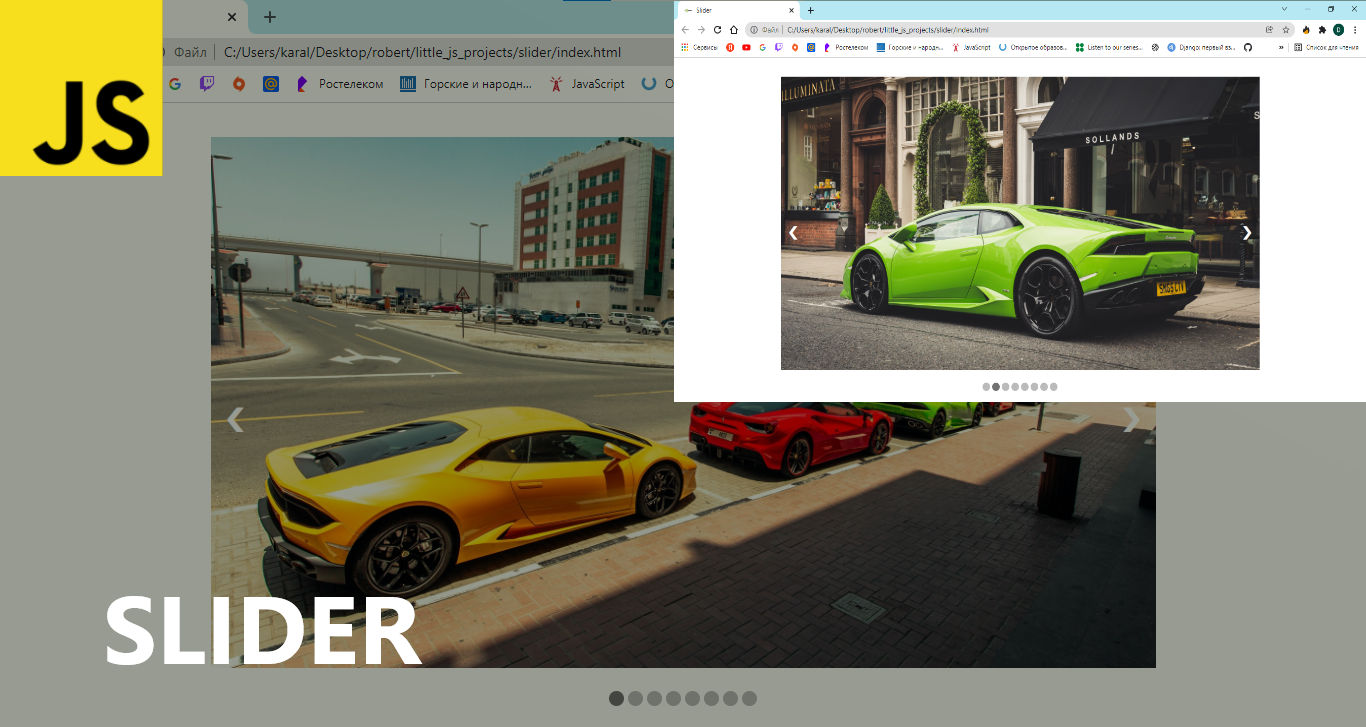 JS
Файл | C:/Users/karal/Desktop/robert/little_js_projects/slider/index.html
Ростелеком Горские и народн... JavaScript О
SLIDER
Slider
Файл | C:/Users/karal/Desktop/robert/little_js_projects/slider/index.html
Сервисы Ростелеком Горские и народн... JavaScript Открытое образов... Listen to our series... Django: первый вз... » Список для чтения
ILLUMINATA
SOLLANDS
S